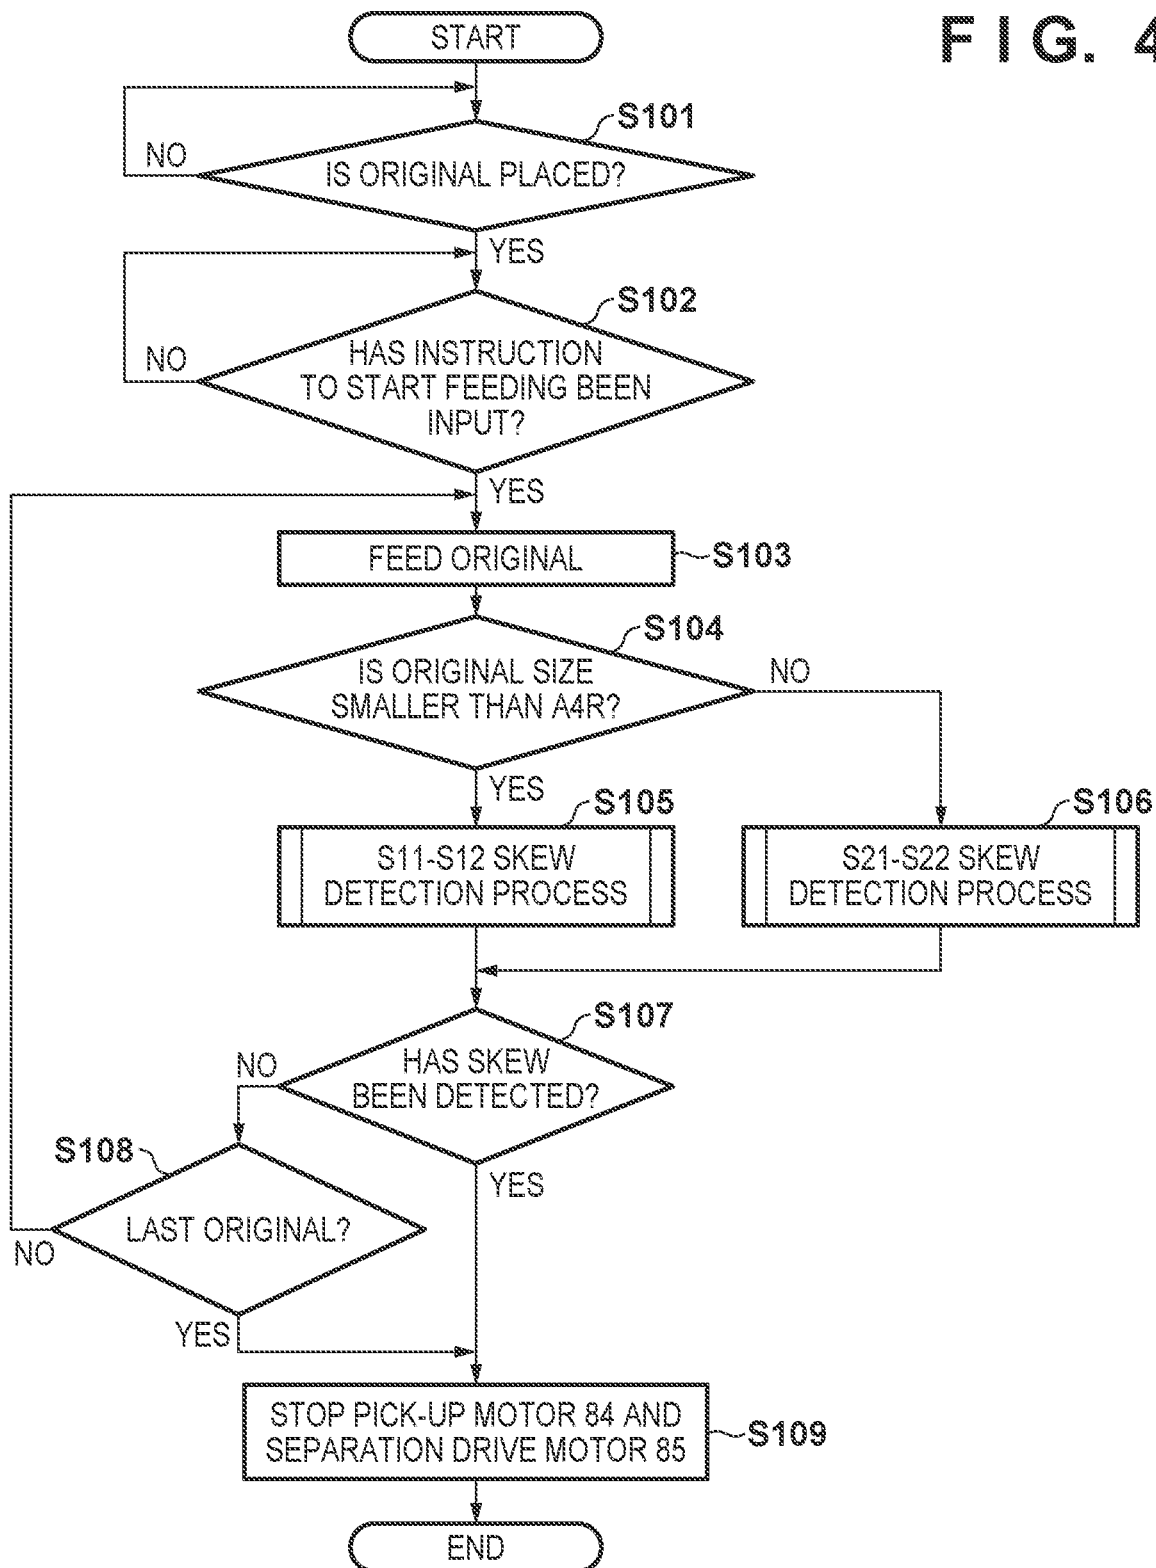 FIG. 4
START
S101
NO
IS ORIGINAL PLACED?
YES
S102
NO
HAS INSTRUCTION
TO START FEEDING BEEN
INPUT?
YES
FEED ORIGINAL
S103
S104
IS ORIGINAL SIZE
SMALLER THAN A4R?
NO
YES
S105
S106
S11-S12 SKEW
DETECTION PROCESS
S21-S22 SKEW
DETECTION PROCESS
S107
NO
HAS SKEW
BEEN DETECTED?
S108
YES
LAST ORIGINAL?
NO
YES
STOP PICK-UP MOTOR 84 AND
SEPARATION DRIVE MOTOR 85
S109
END